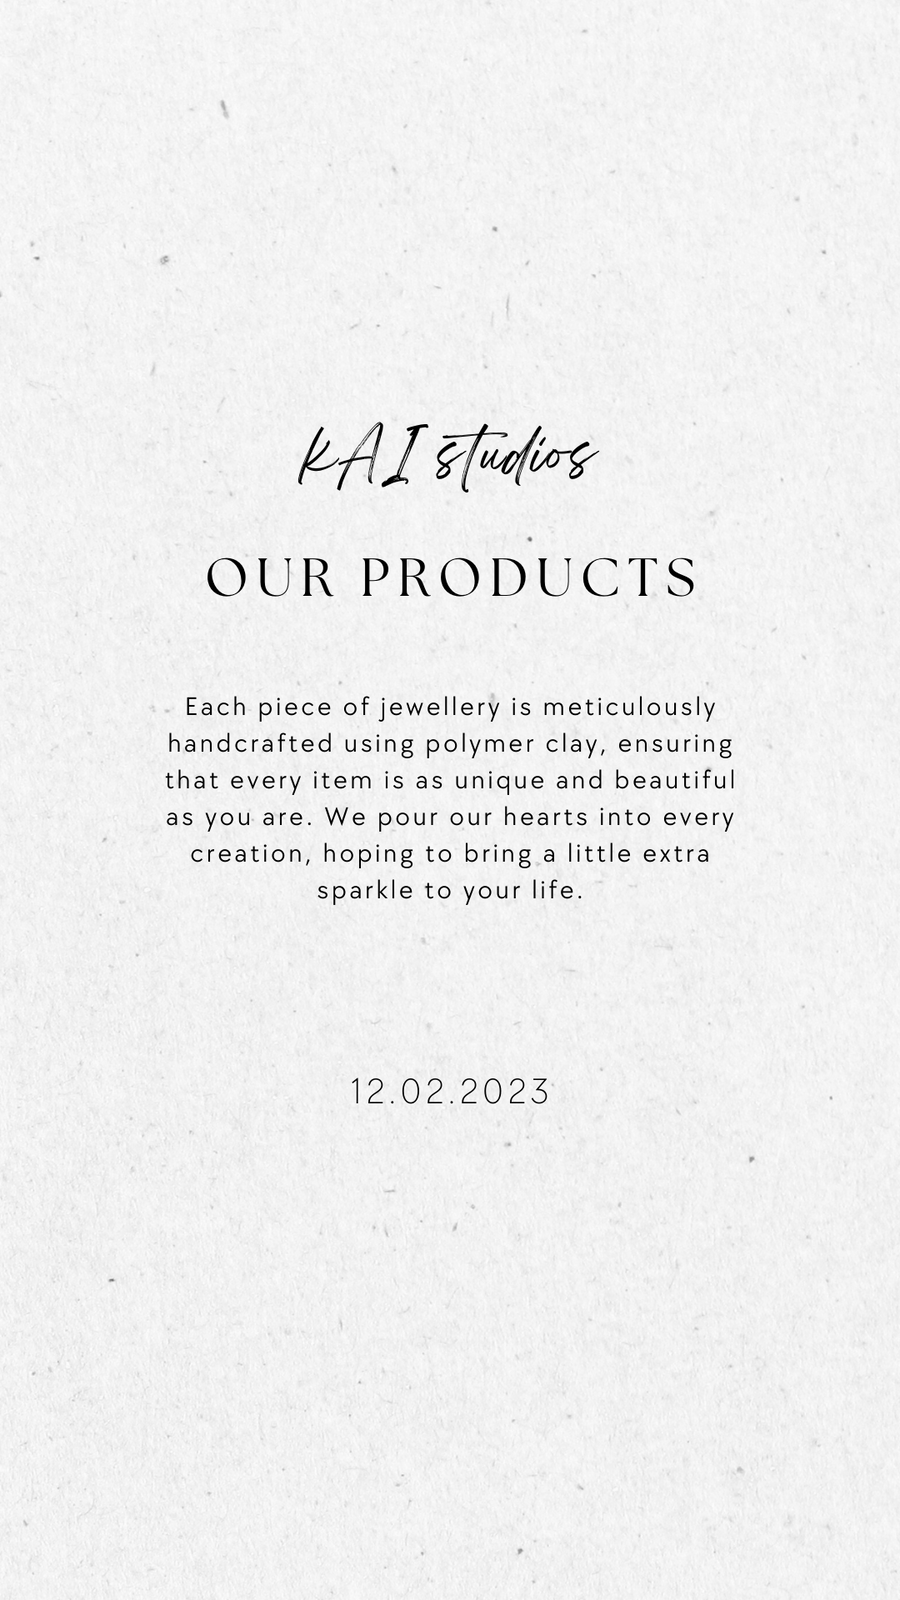 KAI studios
OUR PRODUCTS
Each piece of jewellery is meticulously
handcrafted using polymer clay, ensuring
that every item is as unique and beautiful
as you are. We pour our hearts into every
creation, hoping to bring a little extra
sparkle to your life.
12.02.2023